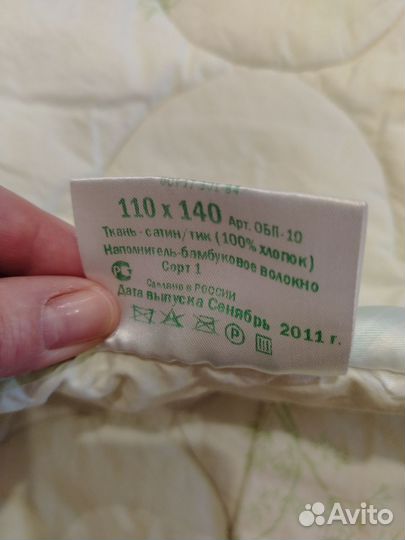 110 x 140 Арт. ОБП-10
Ткань-сатин/тик (100% хлопок)
Наполнитель-бамбуковое волокно
Сорт 1
Сделано в РОССИИ
Дата выпуска Сентябрь 2011 г.
Avito